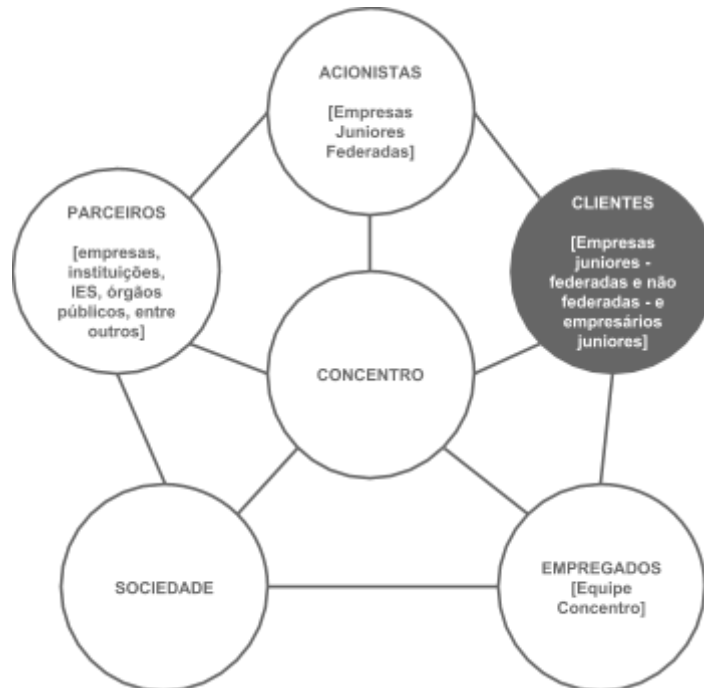 ACIONISTAS
[Empresas
Juniores
Federadas]
PARCEIROS
[empresas,
instituições,
IES, órgãos
públicos, entre
outros]
CLIENTES
[Empresas
juniores -
federadas e não
federadas - e
empresários
juniores]
CONCENTRO
SOCIEDADE
EMPREGADOS
[Equipe
Concentro]